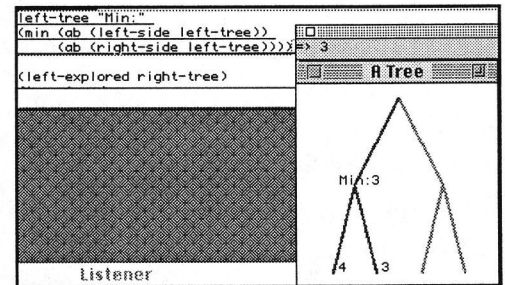 left-tree "Min:"
(min (ab (left-side left-tree))
(ab (right-side left-tree))))
(left-explored right-tree)
=> 3
A Tree
Min:3
4
3
Listener